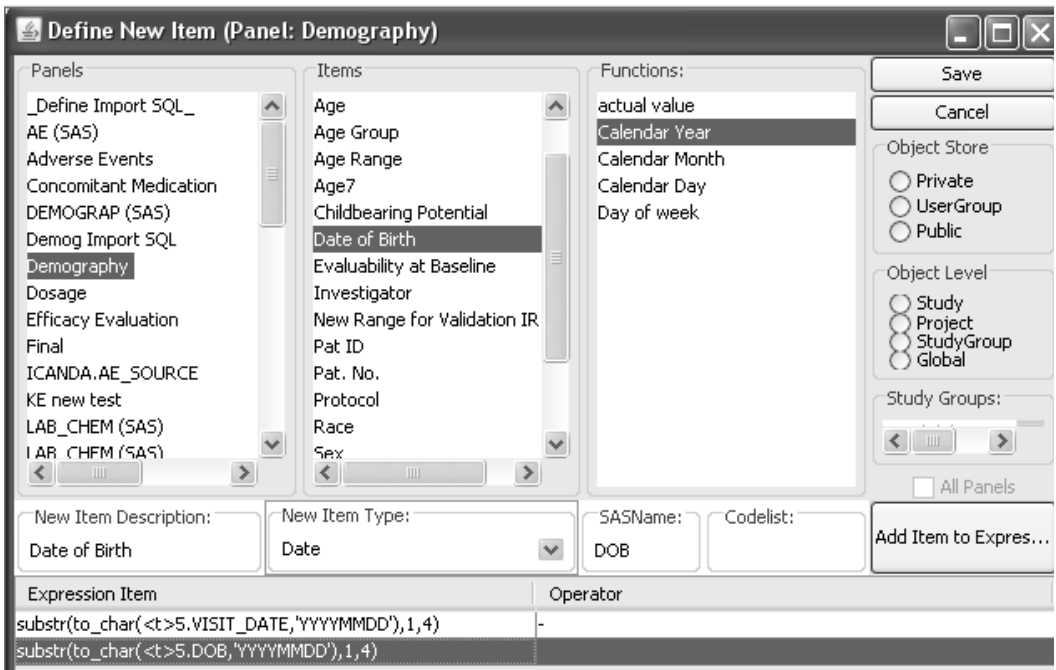 Define New Item (Panel: Demography)
Panels
_Define Import SQL_
AE (SAS)
Adverse Events
Concomitant Medication
DEMOGRAP (SAS)
Demog Import SQL
Demography
Dosage
Efficacy Evaluation
Final
ICANDA.AE_SOURCE
KE new test
LAB_CHEM (SAS)
LAB CHEM (SAS)
Items
Age
Age Group
Age Range
Age7
Childbearing Potential
Date of Birth
Evaluability at Baseline
Investigator
New Range for Validation IR
Pat ID
Pat. No.
Protocol
Race
Sex
Functions:
actual value
Calendar Year
Calendar Month
Calendar Day
Day of week
Save
Cancel
Object Store
Private
UserGroup
Public
Object Level
Study
Project
StudyGroup
Global
Study Groups:
All Panels
New Item Description:
Date of Birth
New Item Type:
Date
SASName:
DOB
Codelist:
Add Item to Expres...
Expression Item Operator
substr(to_char(<t>5.VISIT_DATE,'YYYYMMDD'),1,4) -
substr(to_char(<t>5.DOB,'YYYYMMDD'),1,4)